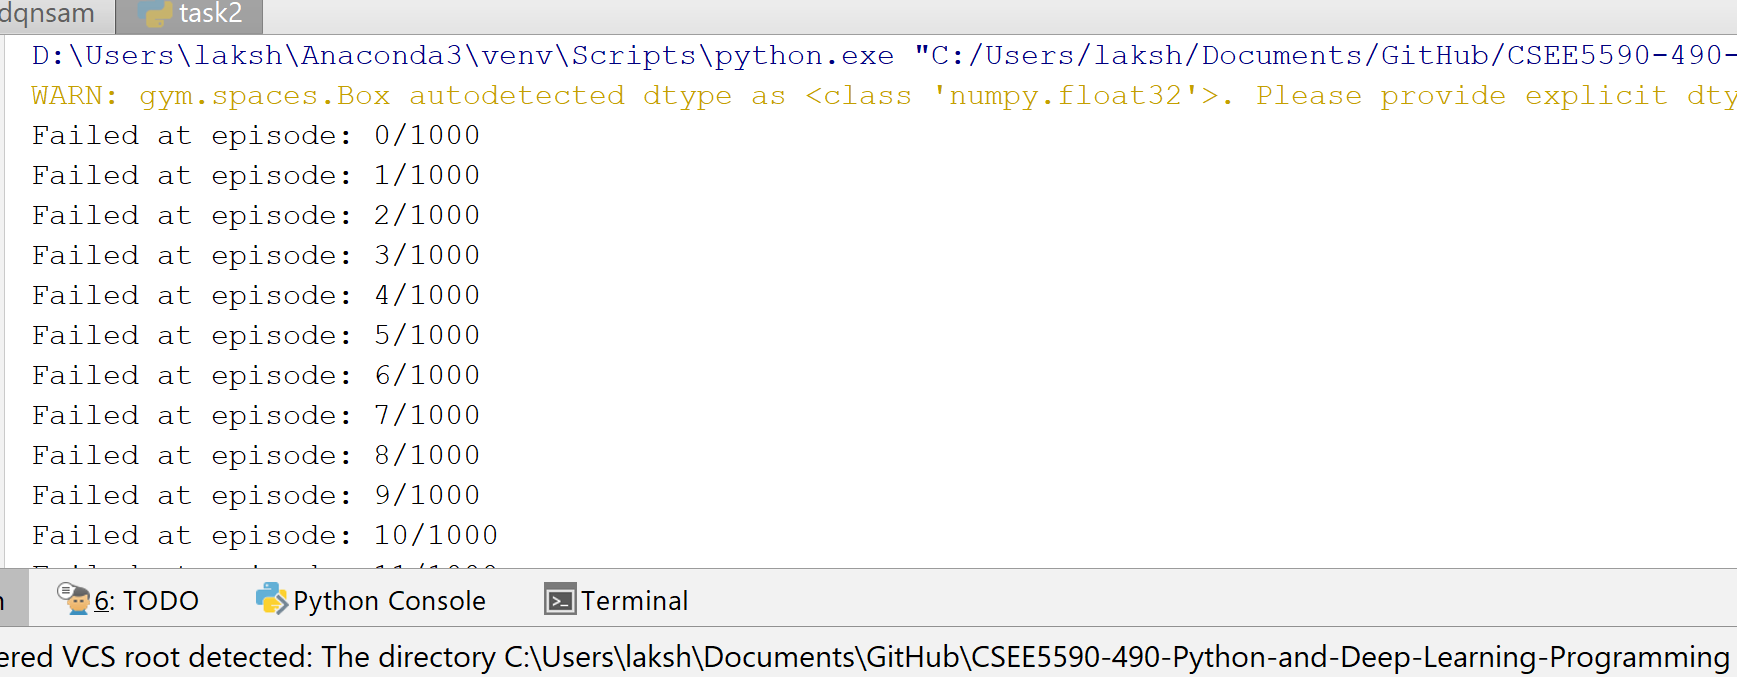 dqnsam task2
D:\Users\laksh\Anaconda3\venv\Scripts\python.exe "C:/Users/laksh/Documents/GitHub/CSEE5590-490-
WARN: gym.spaces.Box autodetected dtype as <class 'numpy.float32'>. Please provide explicit dty
Failed at episode: 0/1000
Failed at episode: 1/1000
Failed at episode: 2/1000
Failed at episode: 3/1000
Failed at episode: 4/1000
Failed at episode: 5/1000
Failed at episode: 6/1000
Failed at episode: 7/1000
Failed at episode: 8/1000
Failed at episode: 9/1000
Failed at episode: 10/1000
Failed at episode: 11/1000
6: TODO Python Console Terminal
ered VCS root detected: The directory C:\Users\laksh\Documents\GitHub\CSEE5590-490-Python-and-Deep-Learning-Programming